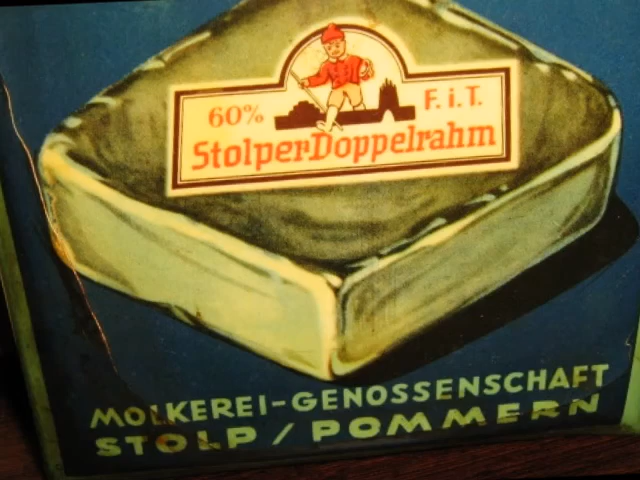 60% F.i.T.
StolperDoppelrahm
MOLKEREI-GENOSSENSCHAFT
STOLP / POMMERN